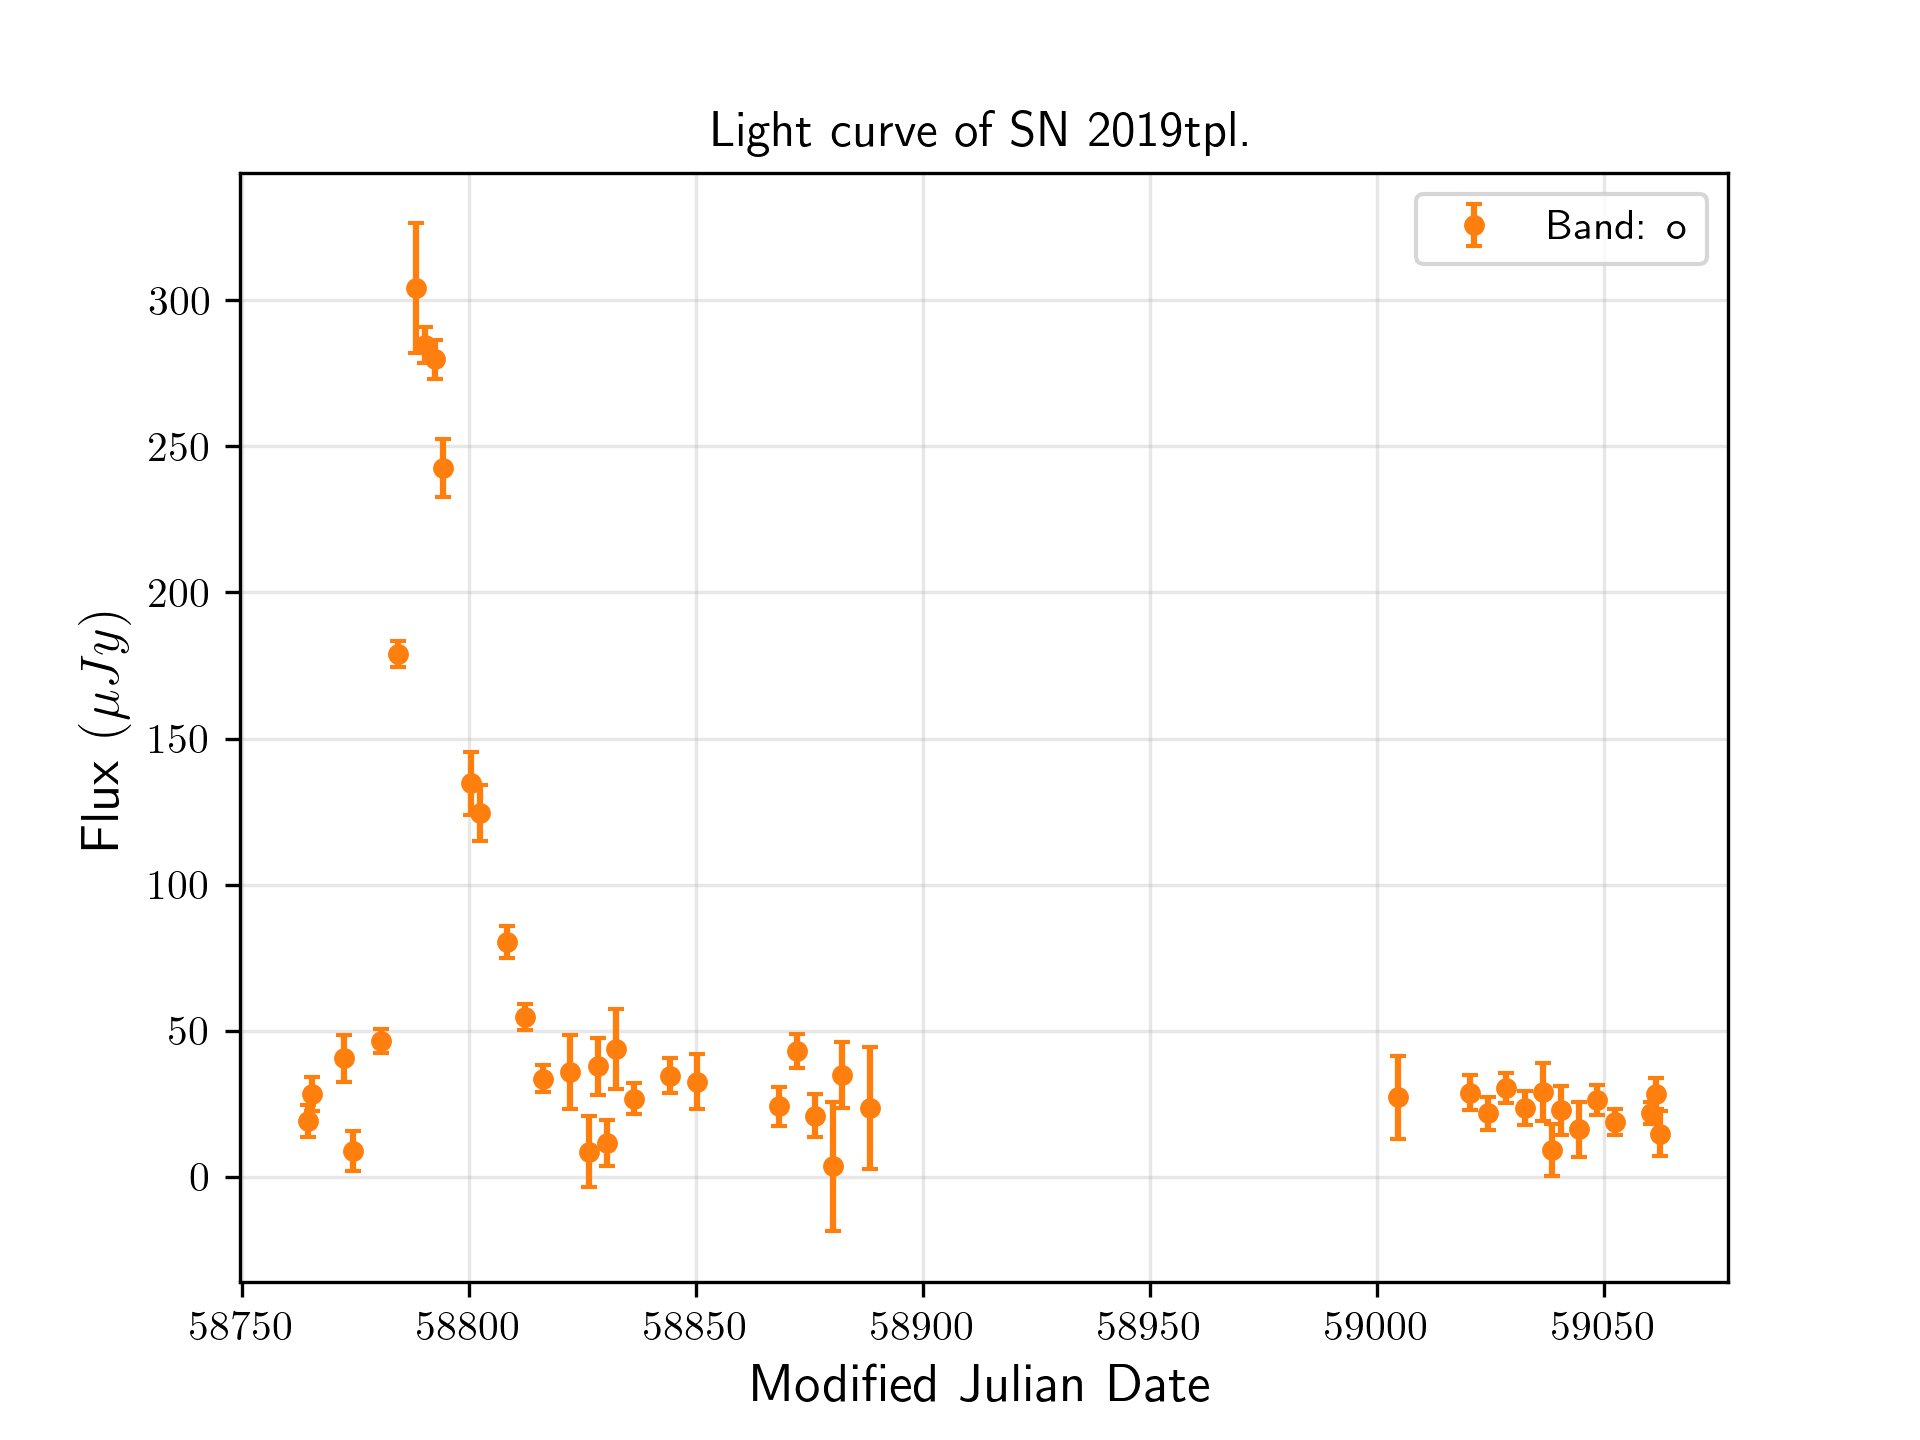 Light curve of SN 2019tpl.
Band: o
300
250
200
150
100
50
0
Flux (μJy)
58750 58800 58850 58900 58950 59000 59050
Modified Julian Date